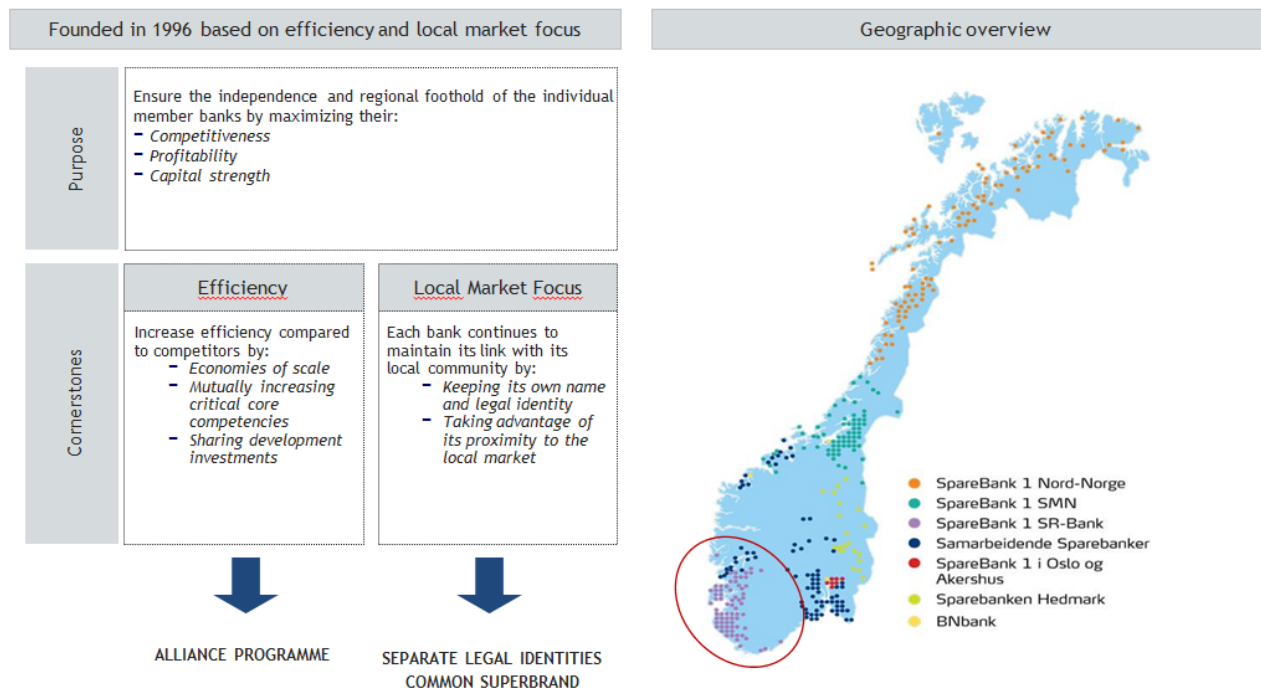 Founded in 1996 based on efficiency and local market focus
Purpose
Ensure the independence and regional foothold of the individual
member banks by maximizing their:
– Competitiveness
– Profitability
– Capital strength
Cornerstones
Efficiency
Increase efficiency compared
to competitors by:
– Economies of scale
– Mutually increasing
critical core
competencies
– Sharing development
investments
Local Market Focus
Each bank continues to
maintain its link with its
local community by:
– Keeping its own name
and legal identity
– Taking advantage of
its proximity to the
local market
ALLIANCE PROGRAMME
SEPARATE LEGAL IDENTITIES
COMMON SUPERBRAND
Geographic overview
SpareBank 1 Nord-Norge
SpareBank 1 SMN
SpareBank 1 SR-Bank
Samarbeidende Sparebanker
SpareBank 1 i Oslo og
Akershus
Sparebanken Hedmark
BNbank